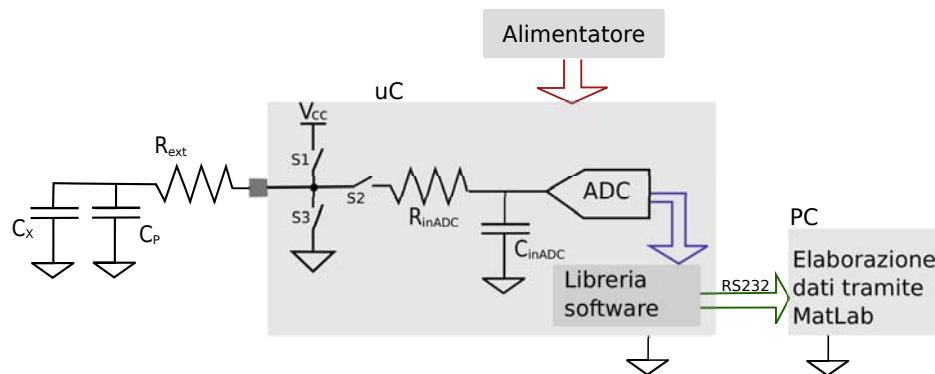 Alimentatore
uC
Vcc
Rext
S1
S2
S3
RinADC
ADC
CX
CP
CinADC
PC
Libreria
software
RS232
Elaborazione
dati tramite
MatLab